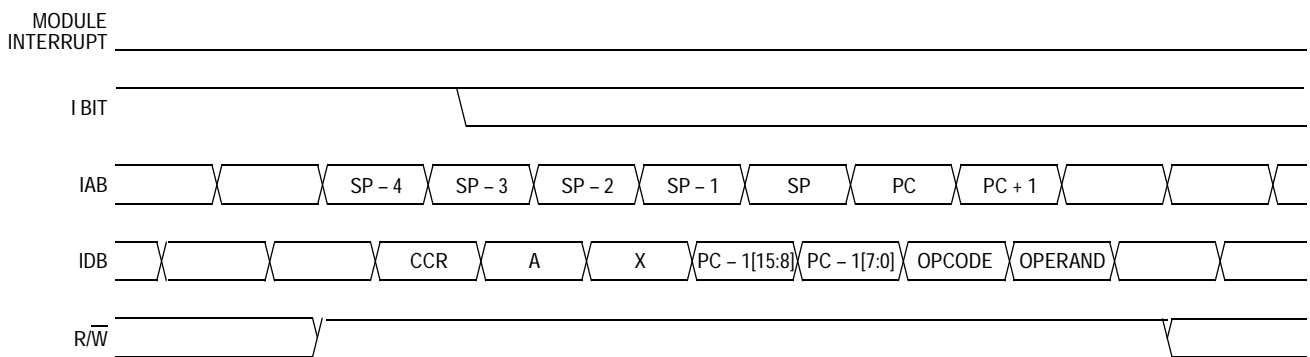 MODULE
INTERRUPT
I BIT
IAB SP – 4 SP – 3 SP – 2 SP – 1 SP PC PC + 1
IDB CCR A X PC – 1[15:8] PC – 1[7:0] OPCODE OPERAND
R/W̅